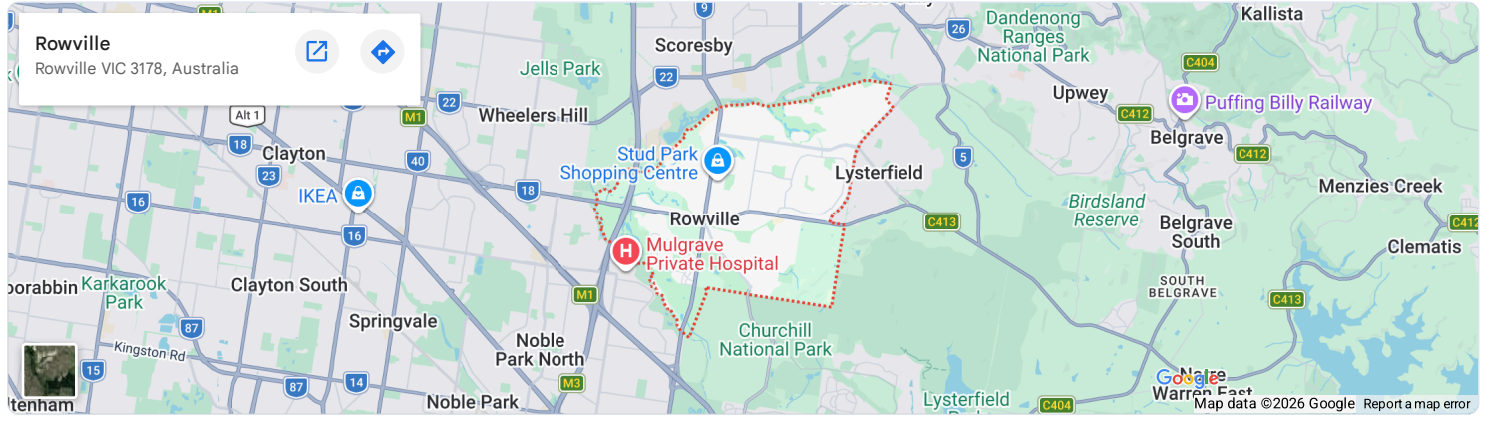 Rowville
Rowville VIC 3178, Australia
M1
9
Scoresby
22
Jells Park
26
Dandenong
Ranges
National Park
Kallista
C404
Upwey
C412
Puffing Billy Railway
Belgrave
C412
Alt 1
22
M1
Wheelers Hill
18
Clayton
23
40
Stud Park
Shopping Centre
5
Lysterfield
IKEA
16
18
Rowville
C413
Birdsland
Reserve
Menzies Creek
Belgrave
South
C412
Clematis
16
H
Mulgrave
Private Hospital
Karkarook
Park
Clayton South
SOUTH
BELGRAVE
C413
M1
Springvale
87
Kingston Rd
Noble
Park North
Churchill
National Park
15
87
14
M3
Noble Park
Lysterfield
C404
Google
Warren East
tenham
Map data ©2026 Google
Report a map error